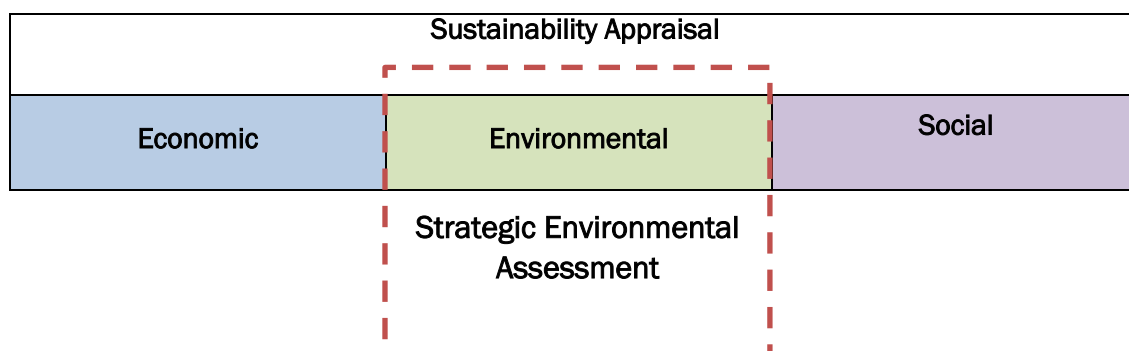 Sustainability Appraisal
Economic
Environmental
Social
Strategic Environmental
Assessment